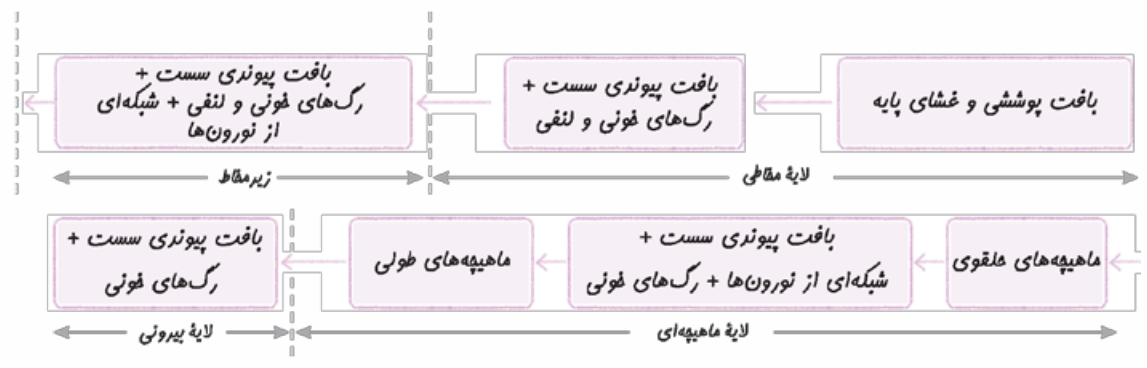 بافت پوششی و غشای پایه
بافت پیوندی سست +
رگ‌های خونی و لنفی
بافت پیوندی سست +
رگ‌های خونی و لنفی + شبکه‌ای
از نورون‌ها
لایهٔ مخاطی
زیرمخاط
ماهیچه‌های حلقوی
بافت پیوندی سست +
شبکه‌ای از نورون‌ها + رگ‌های خونی
ماهیچه‌های طولی
بافت پیوندی سست +
رگ‌های خونی
لایهٔ ماهیچه‌ای
لایهٔ بیرونی